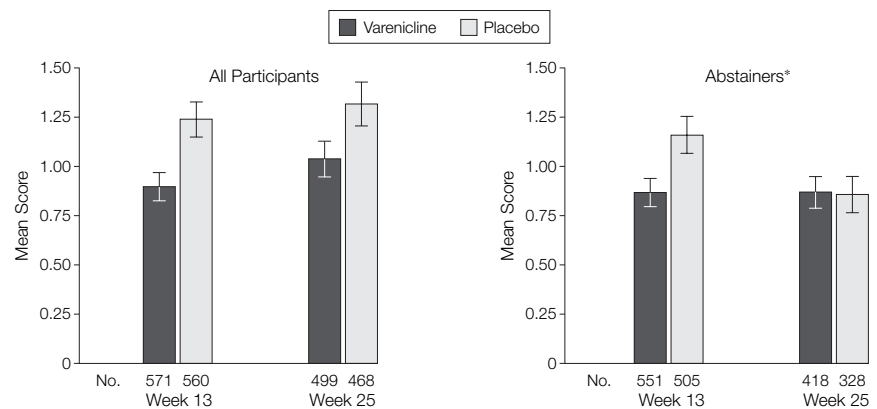 Varenicline Placebo
All Participants
Mean Score
1.50
1.25
1.00
0.75
0.50
0.25
0
No. 571 560 499 468
Week 13 Week 25
Abstainers*
Mean Score
1.50
1.25
1.00
0.75
0.50
0.25
0
No. 551 505 418 328
Week 13 Week 25